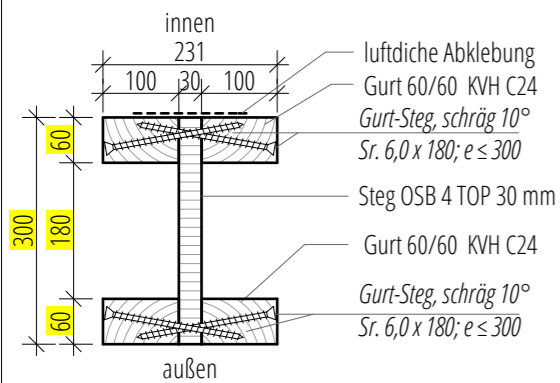 innen
231
100 30 100
luftdiche Abklebung
Gurt 60/60 KVH C24
Gurt-Steg, schräg 10°
Sr. 6,0 x 180; e ≤ 300
60
300
180
Steg OSB 4 TOP 30 mm
Gurt 60/60 KVH C24
60
Gurt-Steg, schräg 10°
Sr. 6,0 x 180; e ≤ 300
außen